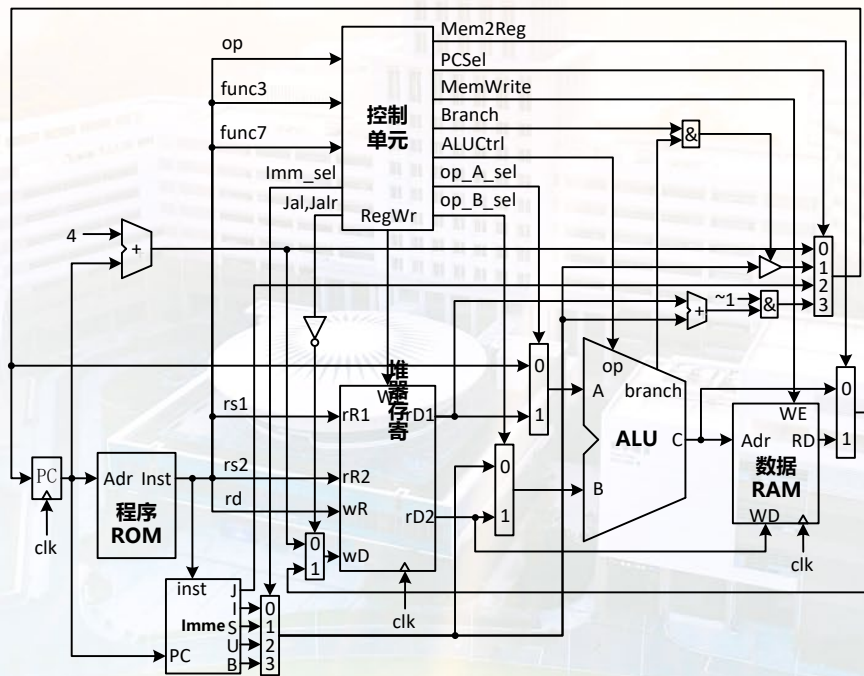 Mem2Reg
op
PCSel
func3
控制
单元
MemWrite
Branch
&
func7
ALUCtrl
Imm_sel
op_A_sel
Jal,Jalr
RegWr
op_B_sel
4
+
0
1
2
3
~1
&
+
W
堆
器
存
寄
0
1
op
branch
A
ALU
C
B
0
1
WE
Adr
RD
数据
RAM
WD
clk
rs1
rR1
rD1
rs2
rR2
rd
wR
rD2
0
1
wD
0
1
PC
clk
Adr
Inst
程序
ROM
clk
inst
J
I
Imme
S
U
PC
B
0
1
2
3